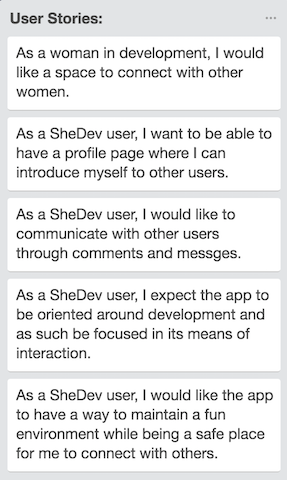 User Stories:
As a woman in development, I would
like a space to connect with other
women.
As a SheDev user, I want to be able to
have a profile page where I can
introduce myself to other users.
As a SheDev user, I would like to
communicate with other users
through comments and messges.
As a SheDev user, I expect the app to
be oriented around development and
as such be focused in its means of
interaction.
As a SheDev user, I would like the app
to have a way to maintain a fun
environment while being a safe place
for me to connect with others.